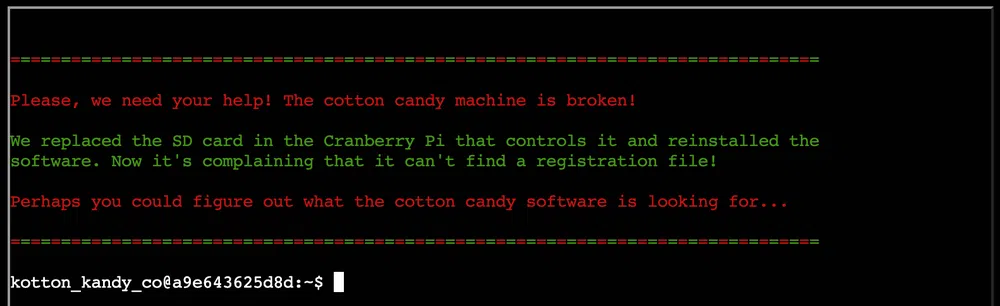 ================================================================================
Please, we need your help! The cotton candy machine is broken!
We replaced the SD card in the Cranberry Pi that controls it and reinstalled the
software. Now it's complaining that it can't find a registration file!
Perhaps you could figure out what the cotton candy software is looking for...
================================================================================
kotton_kandy_co@a9e643625d8d:~$